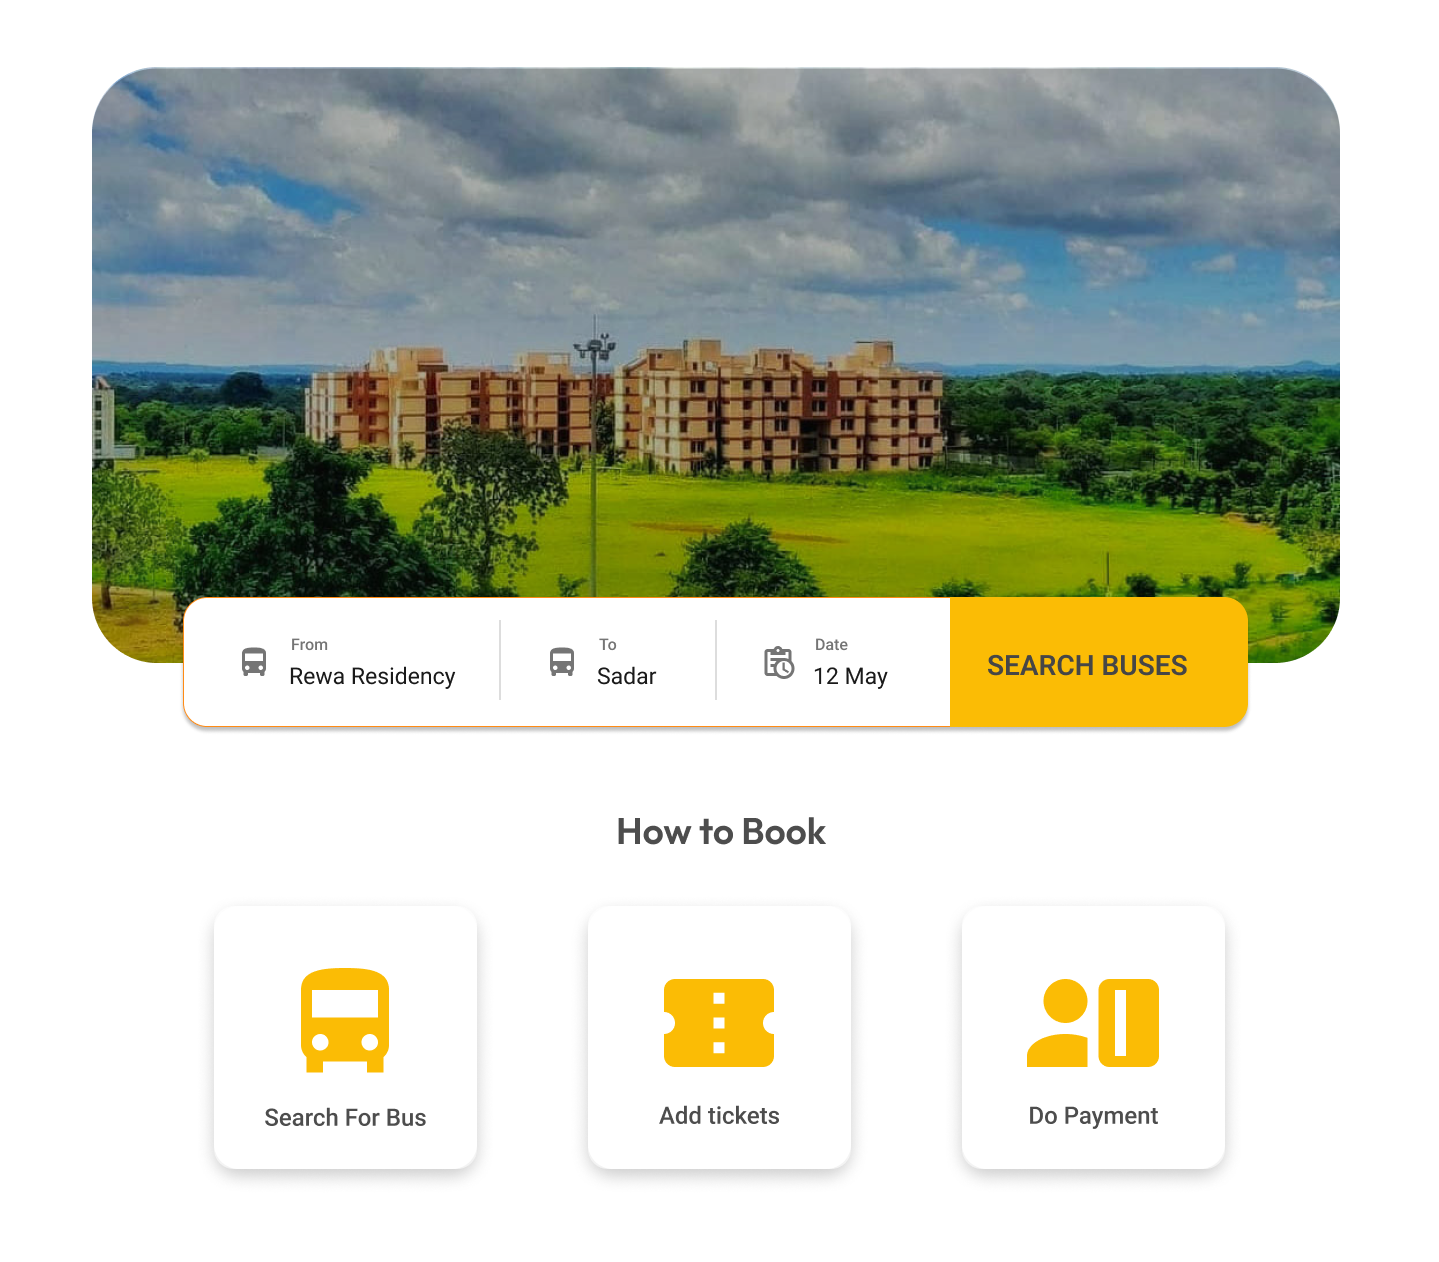 From
Rewa Residency
To
Sadar
Date
12 May
SEARCH BUSES
How to Book
Search For Bus
Add tickets
Do Payment